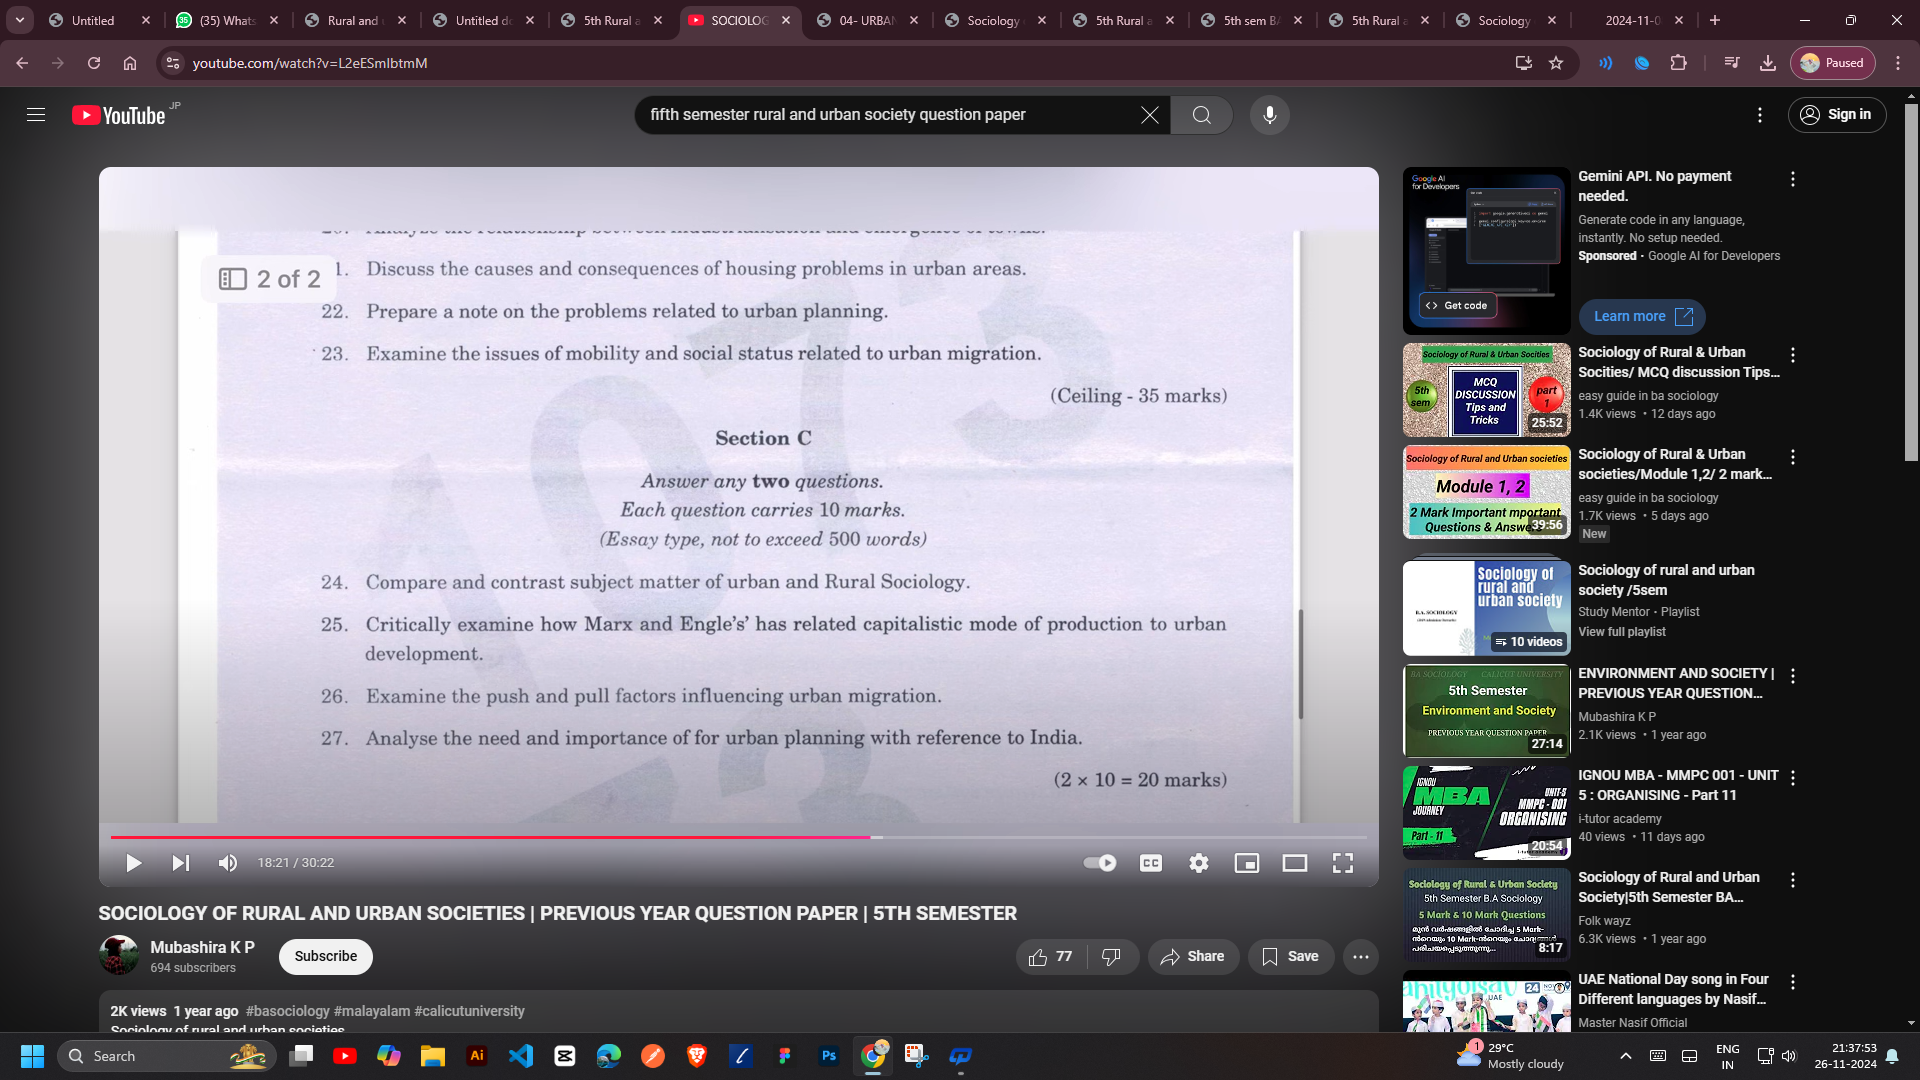 Untitled
(35) Whats
Rural and
Untitled d
5th Rural a
SOCIOLOG
04- URBAN
Sociology
5th Rural a
5th sem BA
5th Rural a
Sociology
2024-11-0
youtube.com/watch?v=L2eESmIbtmM
Paused
YouTube JP
fifth semester rural and urban society question paper
Sign in
2 of 2
1. Discuss the causes and consequences of housing problems in urban areas.
22. Prepare a note on the problems related to urban planning.
23. Examine the issues of mobility and social status related to urban migration.
(Ceiling - 35 marks)
Section C
Answer any two questions.
Each question carries 10 marks.
(Essay type, not to exceed 500 words)
24. Compare and contrast subject matter of urban and Rural Sociology.
25. Critically examine how Marx and Engle's' has related capitalistic mode of production to urban
development.
26. Examine the push and pull factors influencing urban migration.
27. Analyse the need and importance of for urban planning with reference to India.
(2 × 10 = 20 marks)
18:21 / 30:22
CC
SOCIOLOGY OF RURAL AND URBAN SOCIETIES | PREVIOUS YEAR QUESTION PAPER | 5TH SEMESTER
Mubashira K P
694 subscribers
Subscribe
77
Share
Save
2K views 1 year ago #basociology #malayalam #calicutuniversity
Sociology of rural and urban societies
Google AI
for Developers
Get code
Gemini API. No payment
needed.
Generate code in any language,
instantly. No setup needed.
Sponsored • Google AI for Developers
Learn more
Sociology of Rural & Urban Socities
5th
sem
MCQ
DISCUSSION
Tips and
Tricks
part
1
25:52
Sociology of Rural & Urban
Socities/ MCQ discussion Tips...
easy guide in ba sociology
1.4K views • 12 days ago
Sociology of Rural and Urban societies
Module 1, 2
2 Mark Important mportant
Questions & Answe
39:56
Sociology of Rural & Urban
societies/Module 1,2/ 2 mark...
easy guide in ba sociology
1.7K views • 5 days ago
New
Sociology of
rural and
urban society
B.A. SOCIOLOGY
10 videos
Sociology of rural and urban
society /5sem
Study Mentor • Playlist
View full playlist
BA SOCIOLOGY CALICUT UNIVERSITY
5th Semester
Environment and Society
PREVIOUS YEAR QUESTION PAPER
27:14
ENVIRONMENT AND SOCIETY |
PREVIOUS YEAR QUESTION...
Mubashira K P
2.1K views • 1 year ago
IGNOU
MBA
JOURNEY
Part - 11
UNIT-5
MMPC - 001
ORGANISING
20:54
IGNOU MBA - MMPC 001 - UNIT
5 : ORGANISING - Part 11
i-tutor academy
40 views • 11 days ago
Sociology of Rural & Urban Society
5th Semester B.A Sociology
5 Mark & 10 Mark Questions
മുൻ വർഷങ്ങളിൽ ചോദിച്ച 5 Mark-
ൻറെയും 10 Mark-ൻറെയും ചോദ്യങ്ങൾ
പരിചയപ്പെടുത്തുന്നു...
8:17
Sociology of Rural and Urban
Society|5th Semester BA...
Folk wayz
6.3K views • 1 year ago
24
UAE
UAE National Day song in Four
Different languages by Nasif...
Master Nasif Official
Search
Ai
Ps
1
29°C
Mostly cloudy
ENG
IN
21:37:53
26-11-2024